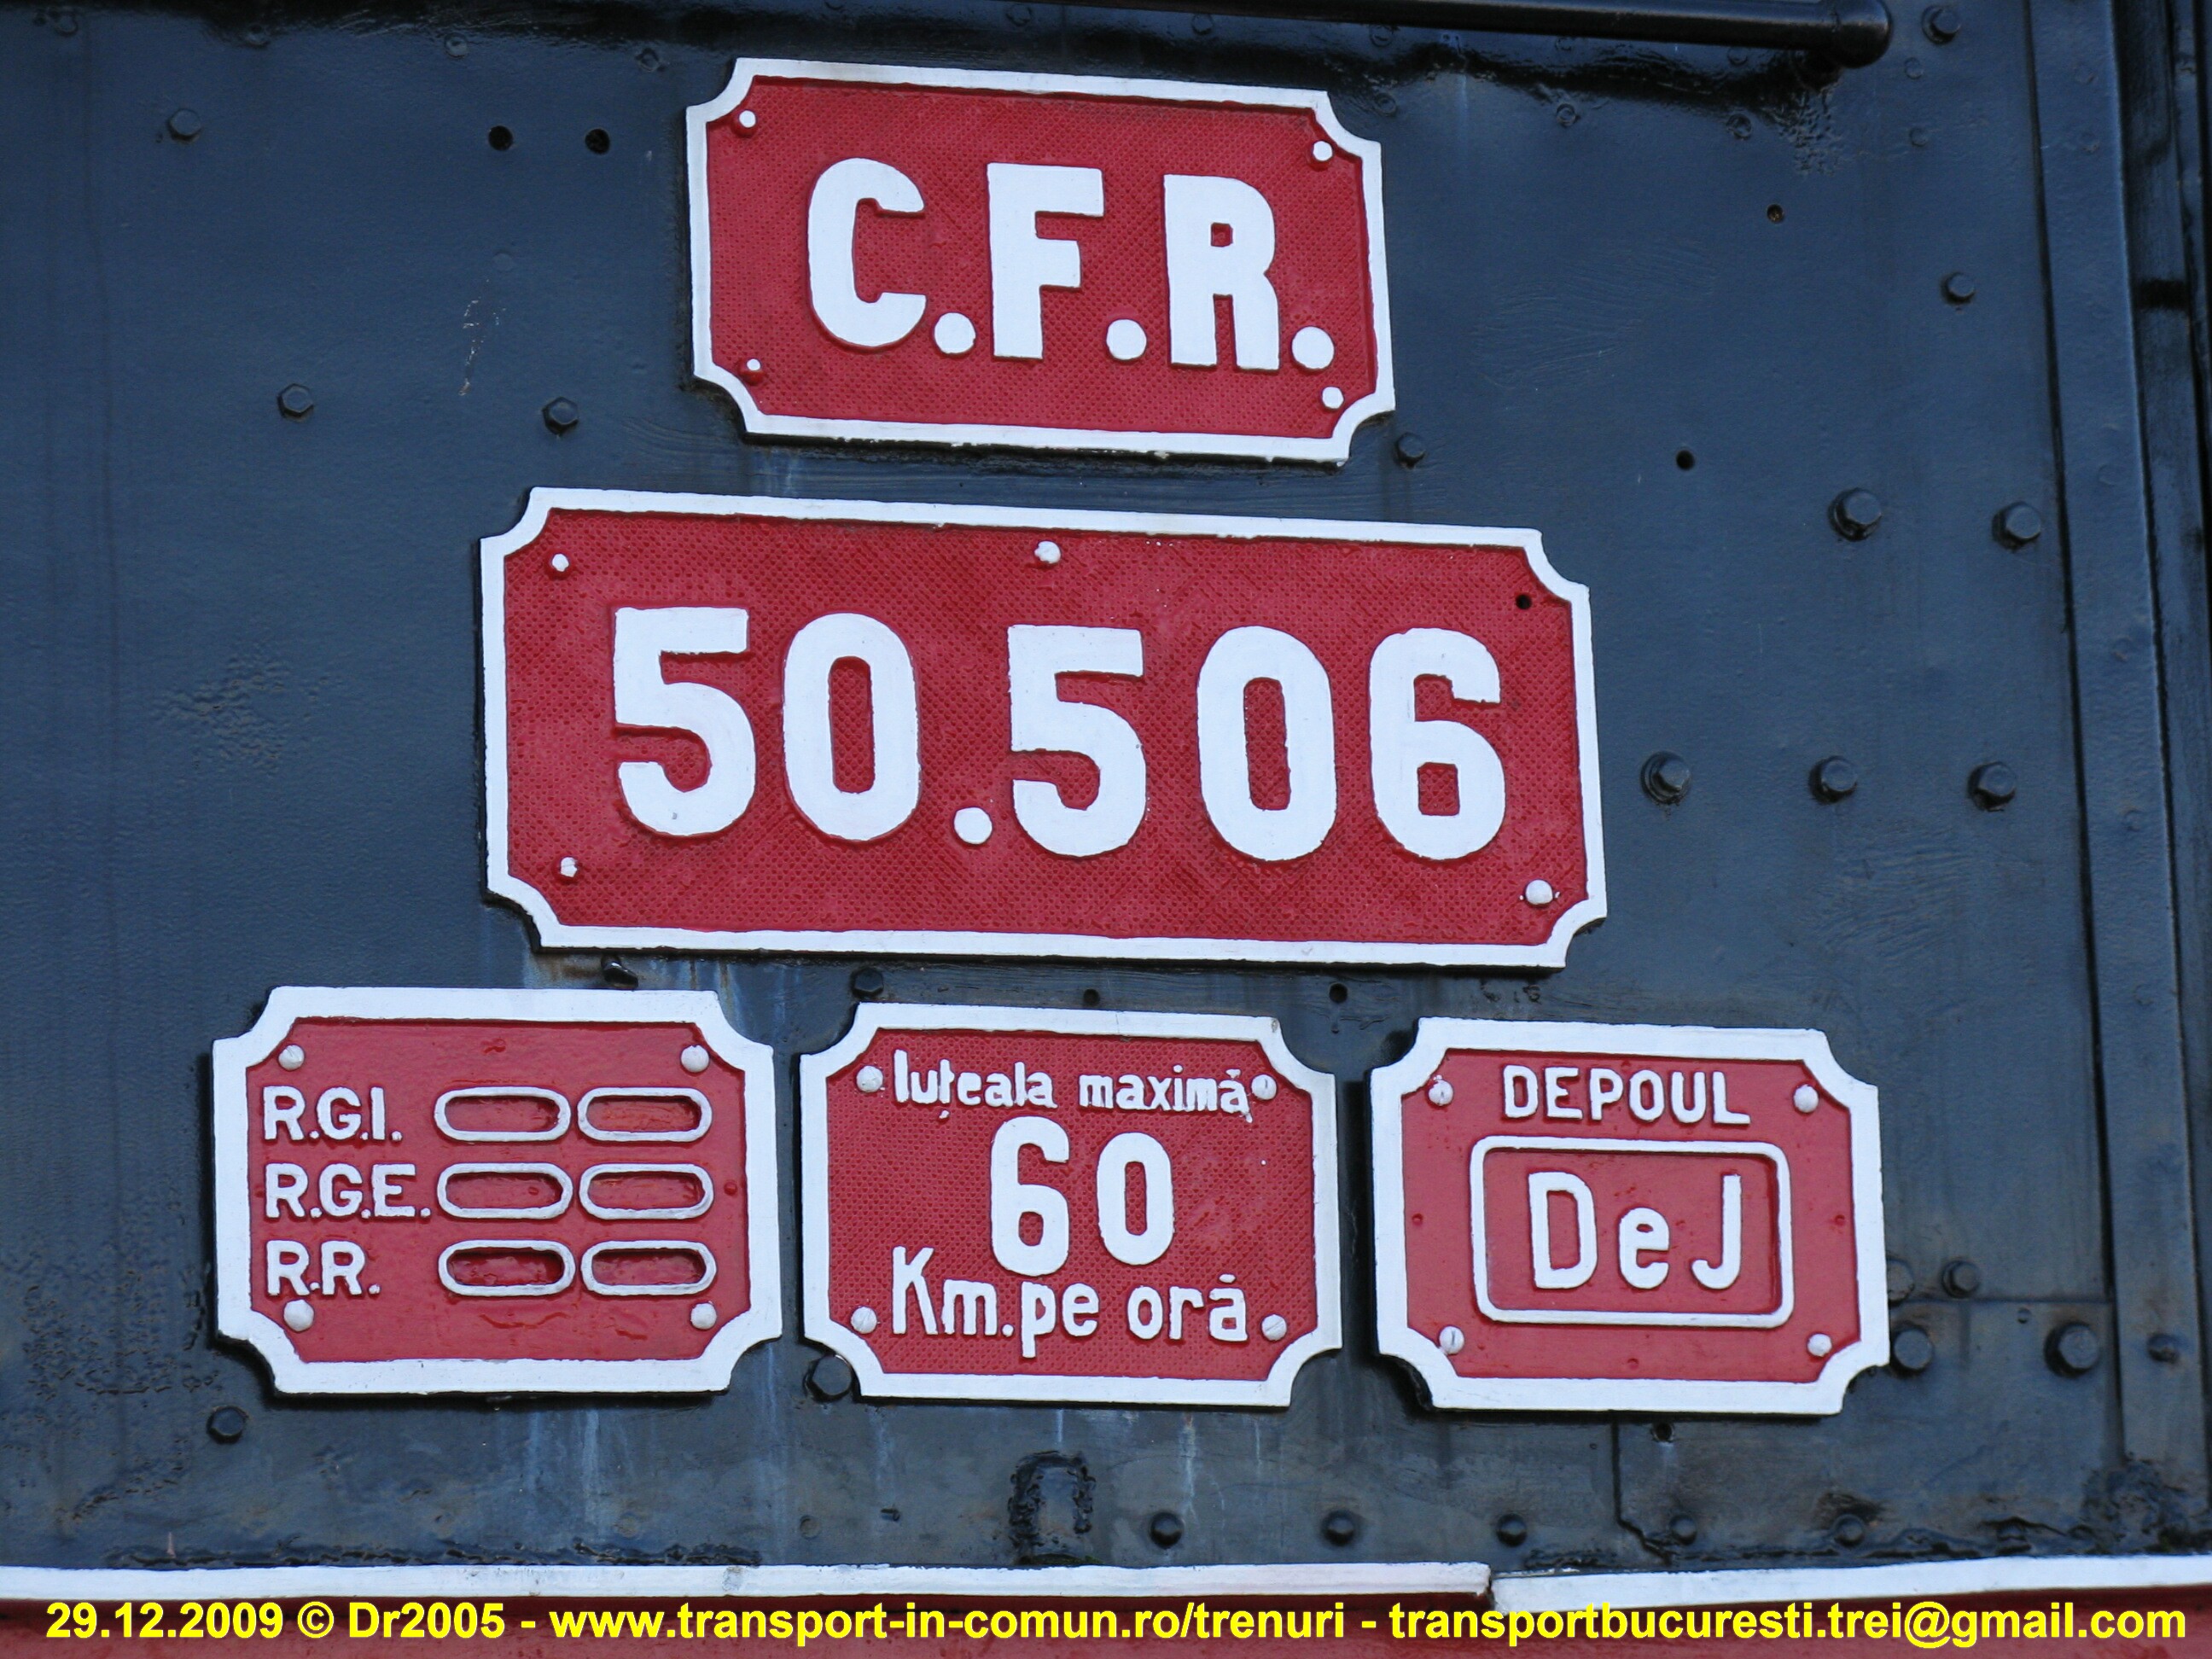 C.F.R.
50.506
R.G.I.
R.G.E.
R.R.
Iuțeala maximă
60
Km.pe oră
DEPOUL
DeJ
29.12.2009 © Dr2005 - www.transport-in-comun.ro/trenuri - transportbucuresti.trei@gmail.com